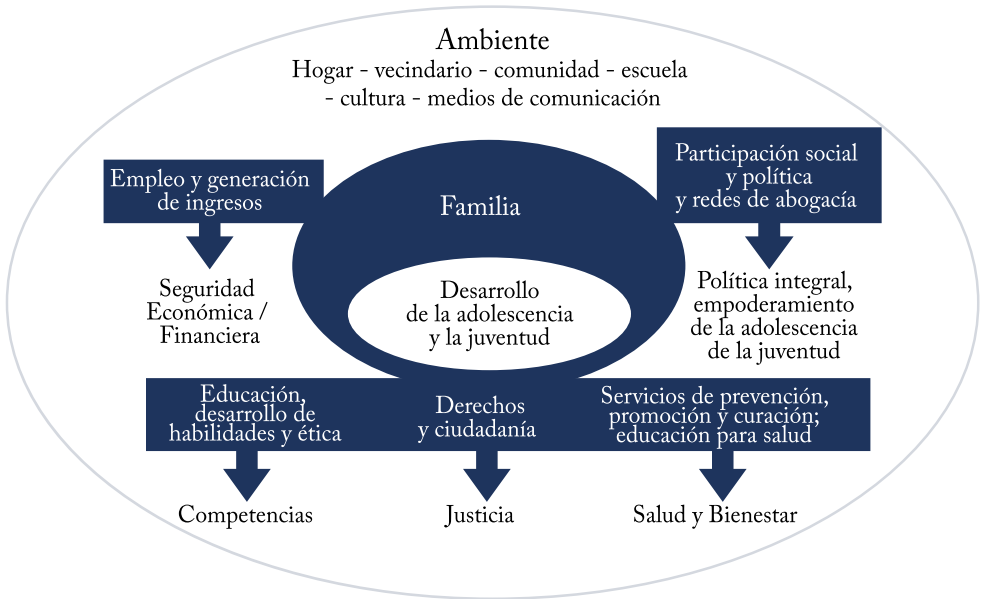 Ambiente
Hogar - vecindario - comunidad - escuela
- cultura - medios de comunicación
Empleo y generación
de ingresos
Seguridad
Económica /
Financiera
Familia
Desarrollo
de la adolescencia
y la juventud
Participación social
y política
y redes de abogacía
Política integral,
empoderamiento
de la adolescencia
de la juventud
Educación,
desarrollo de
habilidades y ética
Competencias
Derechos
y ciudadanía
Justicia
Servicios de prevención,
promoción y curación;
educación para salud
Salud y Bienestar